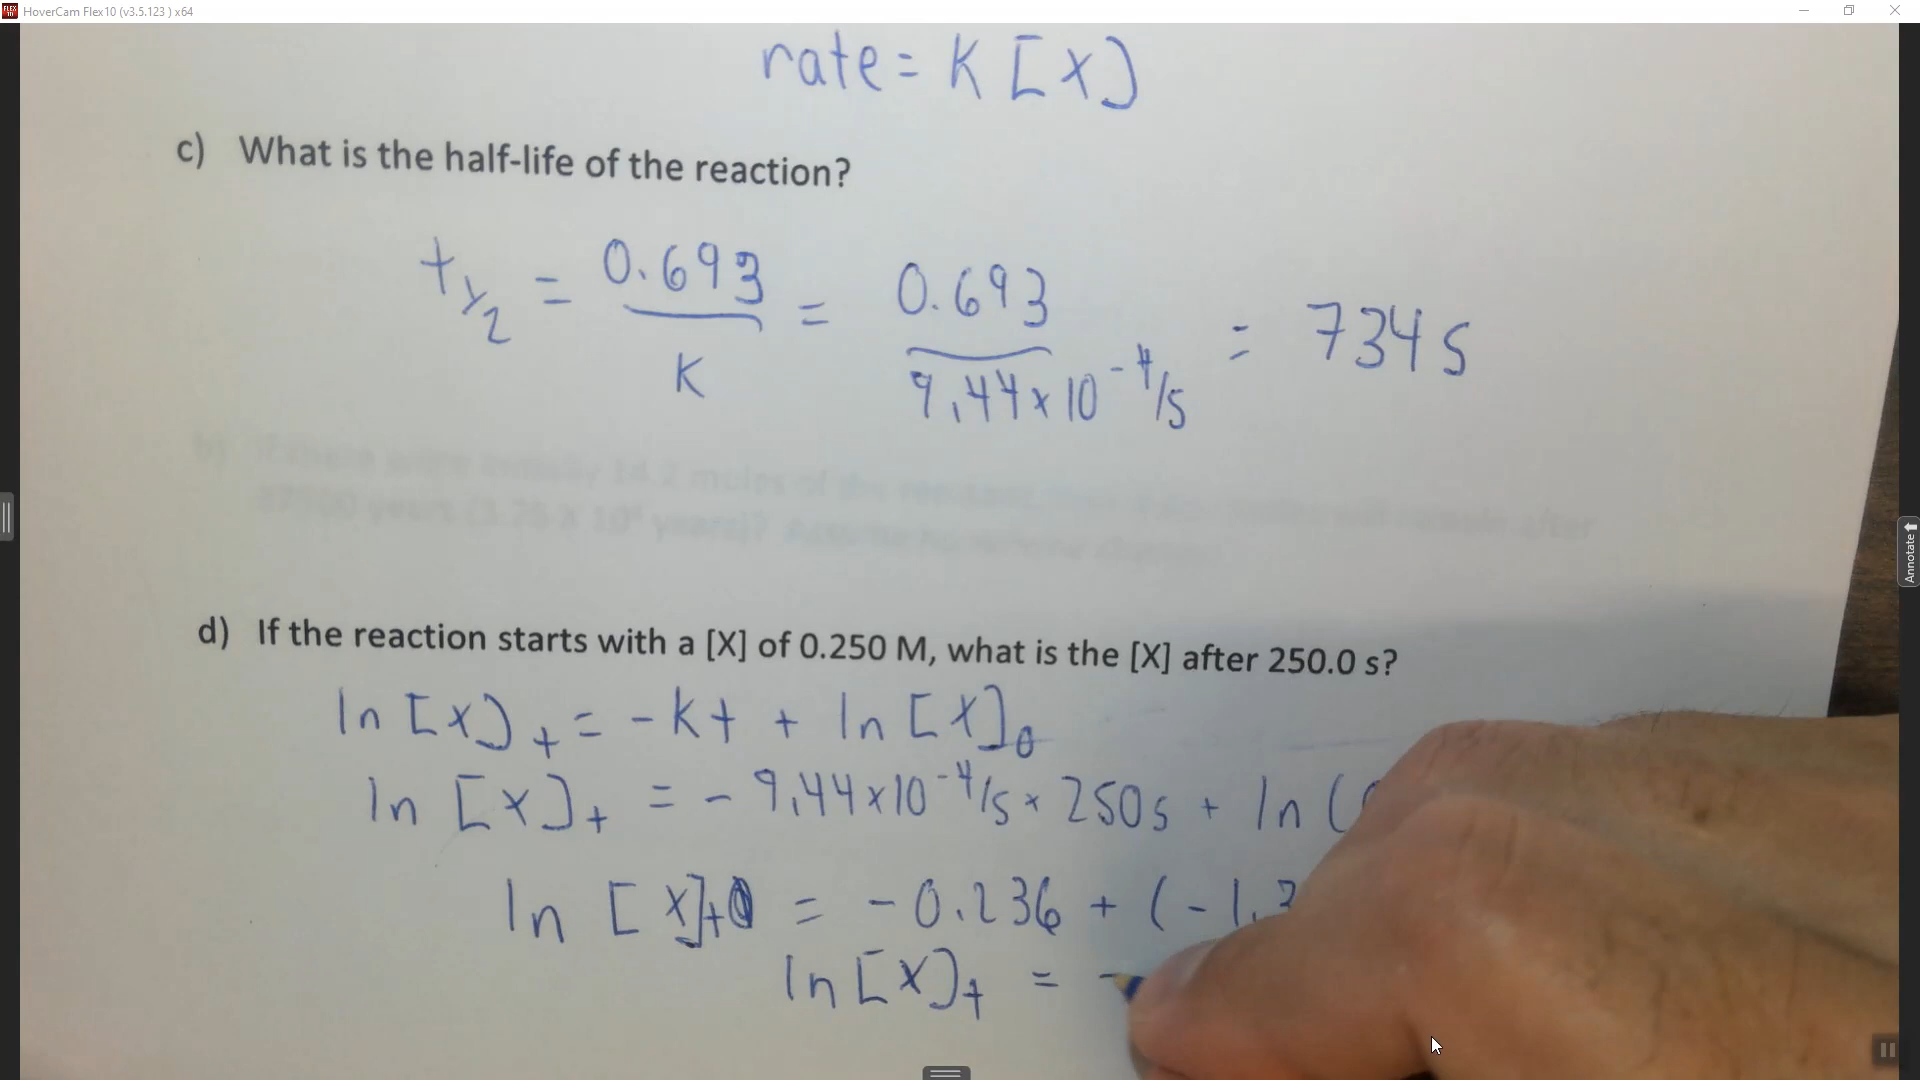 HoverCam Flex10 (v3.5.123 ) x64
rate = K [X]
c) What is the half-life of the reaction?
t½ = 0.693 / K = 0.693 / 9.44 x 10⁻⁴/s = 734 s
d) If the reaction starts with a [X] of 0.250 M, what is the [X] after 250.0 s?
ln [X]t = - kt + ln [X]0
ln [X]t = - 9.44 x 10⁻⁴/s x 250 s + ln (
ln [X]t = - 0.236 + ( - 1.3
ln [X]t = -
Annotate